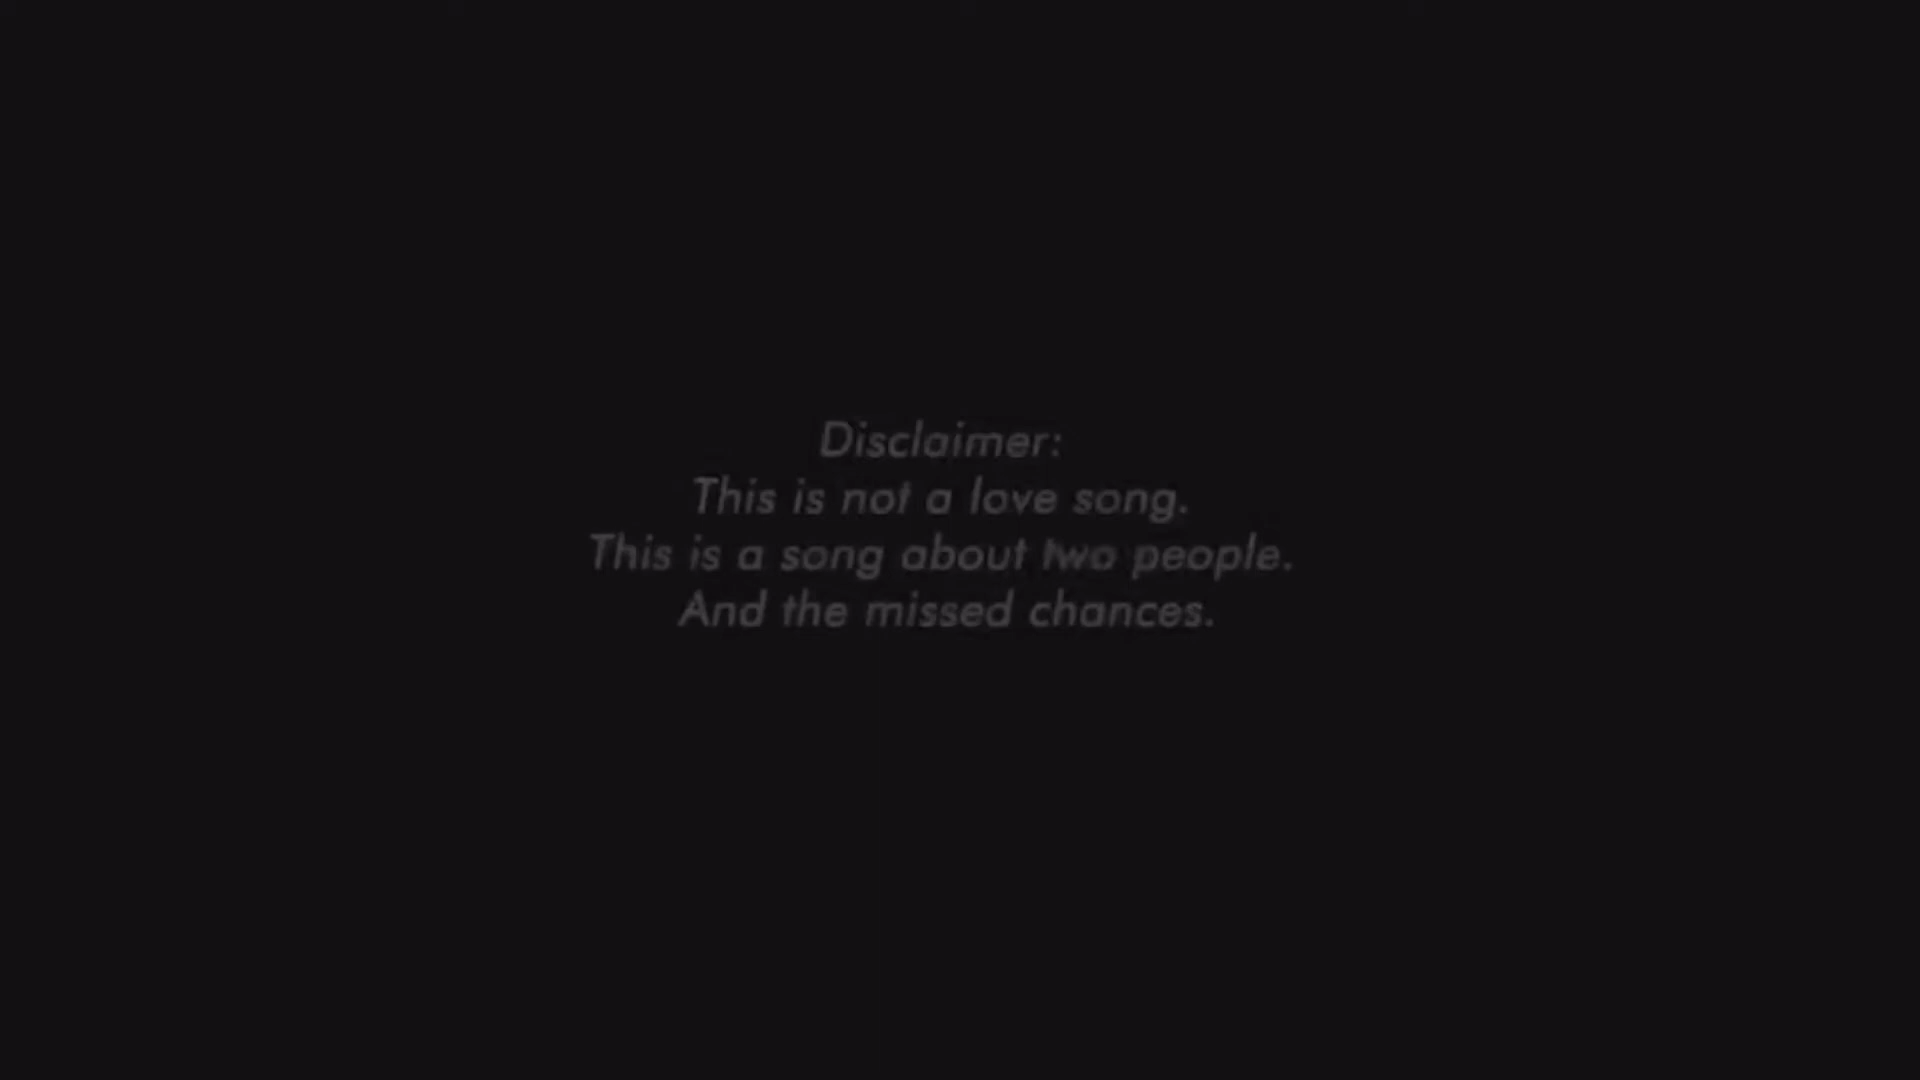 Disclaimer:
This is not a love song.
This is a song about two people.
And the missed chances.